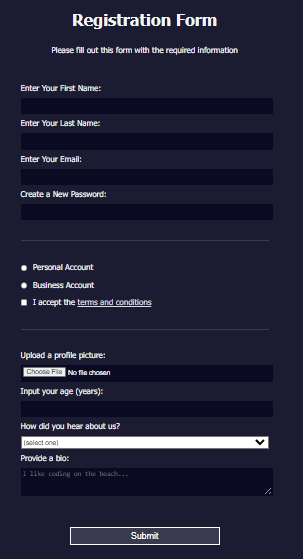 Registration Form
Please fill out this form with the required information
Enter Your First Name:
Enter Your Last Name:
Enter Your Email:
Create a New Password:
Personal Account
Business Account
I accept the terms and conditions
Upload a profile picture:
Choose File No file chosen
Input your age (years):
How did you hear about us?
(select one)
Provide a bio:
I like coding on the beach...
Submit